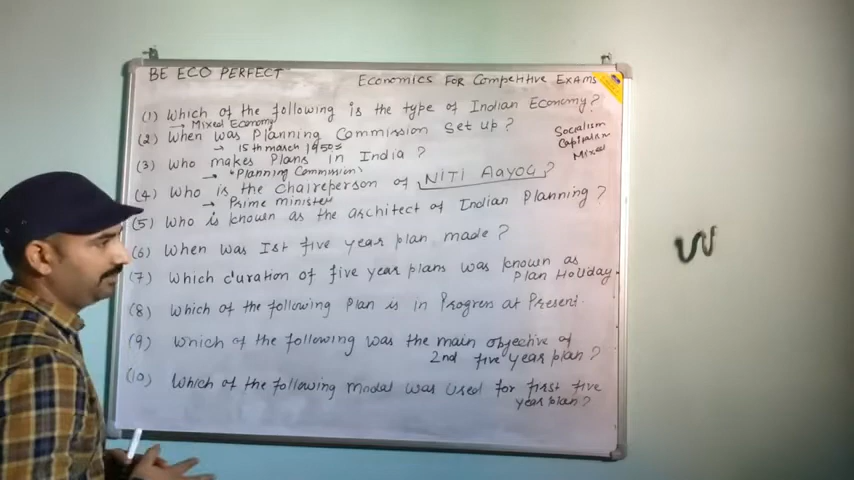 BE ECO PERFECT
Economics For Competitive Exams
(1) Which of the following is the type of Indian Economy?
→ Mixed Economy
(2) When was Planning Commission set up?
→ 15th march 1950s
Socialism
Capitalism
Mixed
(3) Who makes Plans in India?
→ "Planning Commission"
(4) Who is the Chaireperson of NITI Aayog?
→ Prime minister
(5) Who is known as the architect of Indian Planning?
(6) When was Ist five year plan made?
(7) Which duration of five year plans was known as
Plan Holiday.
(8) Which of the following Plan is in Progress at Present.
(9) Which of the following was the main objective of
2nd five year plan?
(10) Which of the following modal was used for first five
year plan?